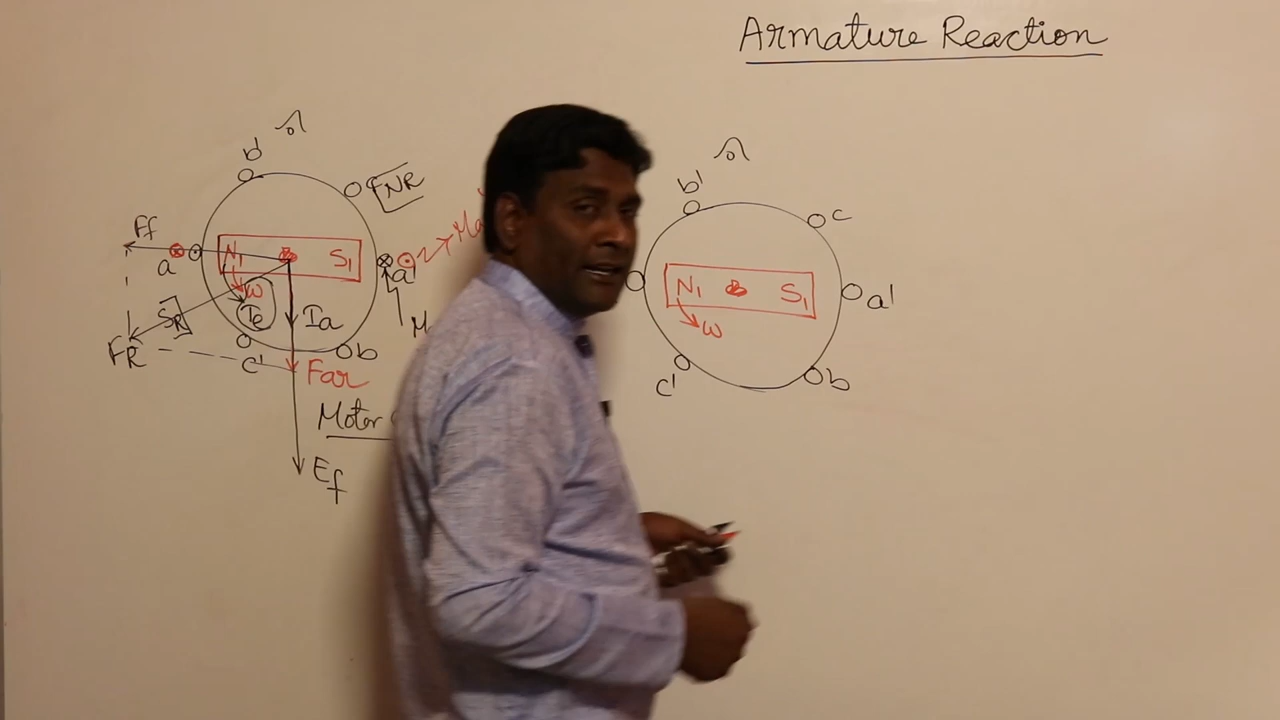 Armature Reaction
b'
FNR
Ff
a
N1
S1
a'
ω
Te
Ia
SR
FR
c'
b
Far
Motor
Ef
b'
c
N1
S1
a'
ω
c'
b